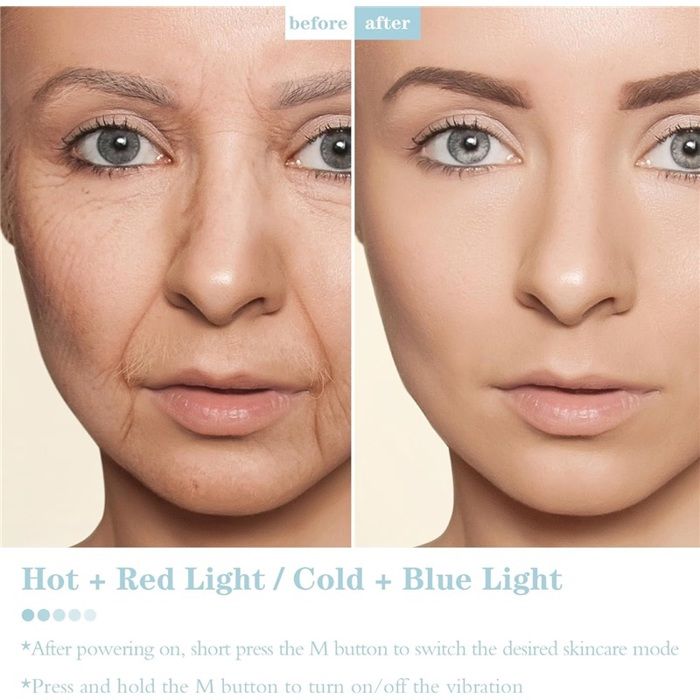 before after
Hot + Red Light / Cold + Blue Light
*After powering on, short press the M button to switch the desired skincare mode
*Press and hold the M button to turn on/off the vibration